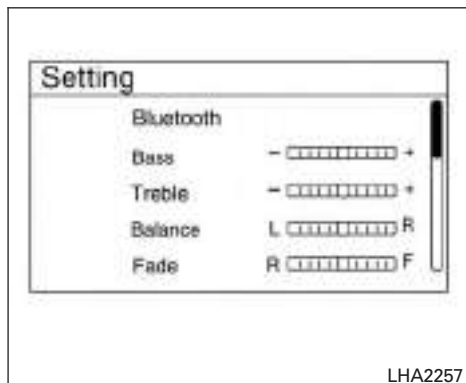 Setting
Bluetooth
Bass - +
Treble - +
Balance L R
Fade R F
LHA2257